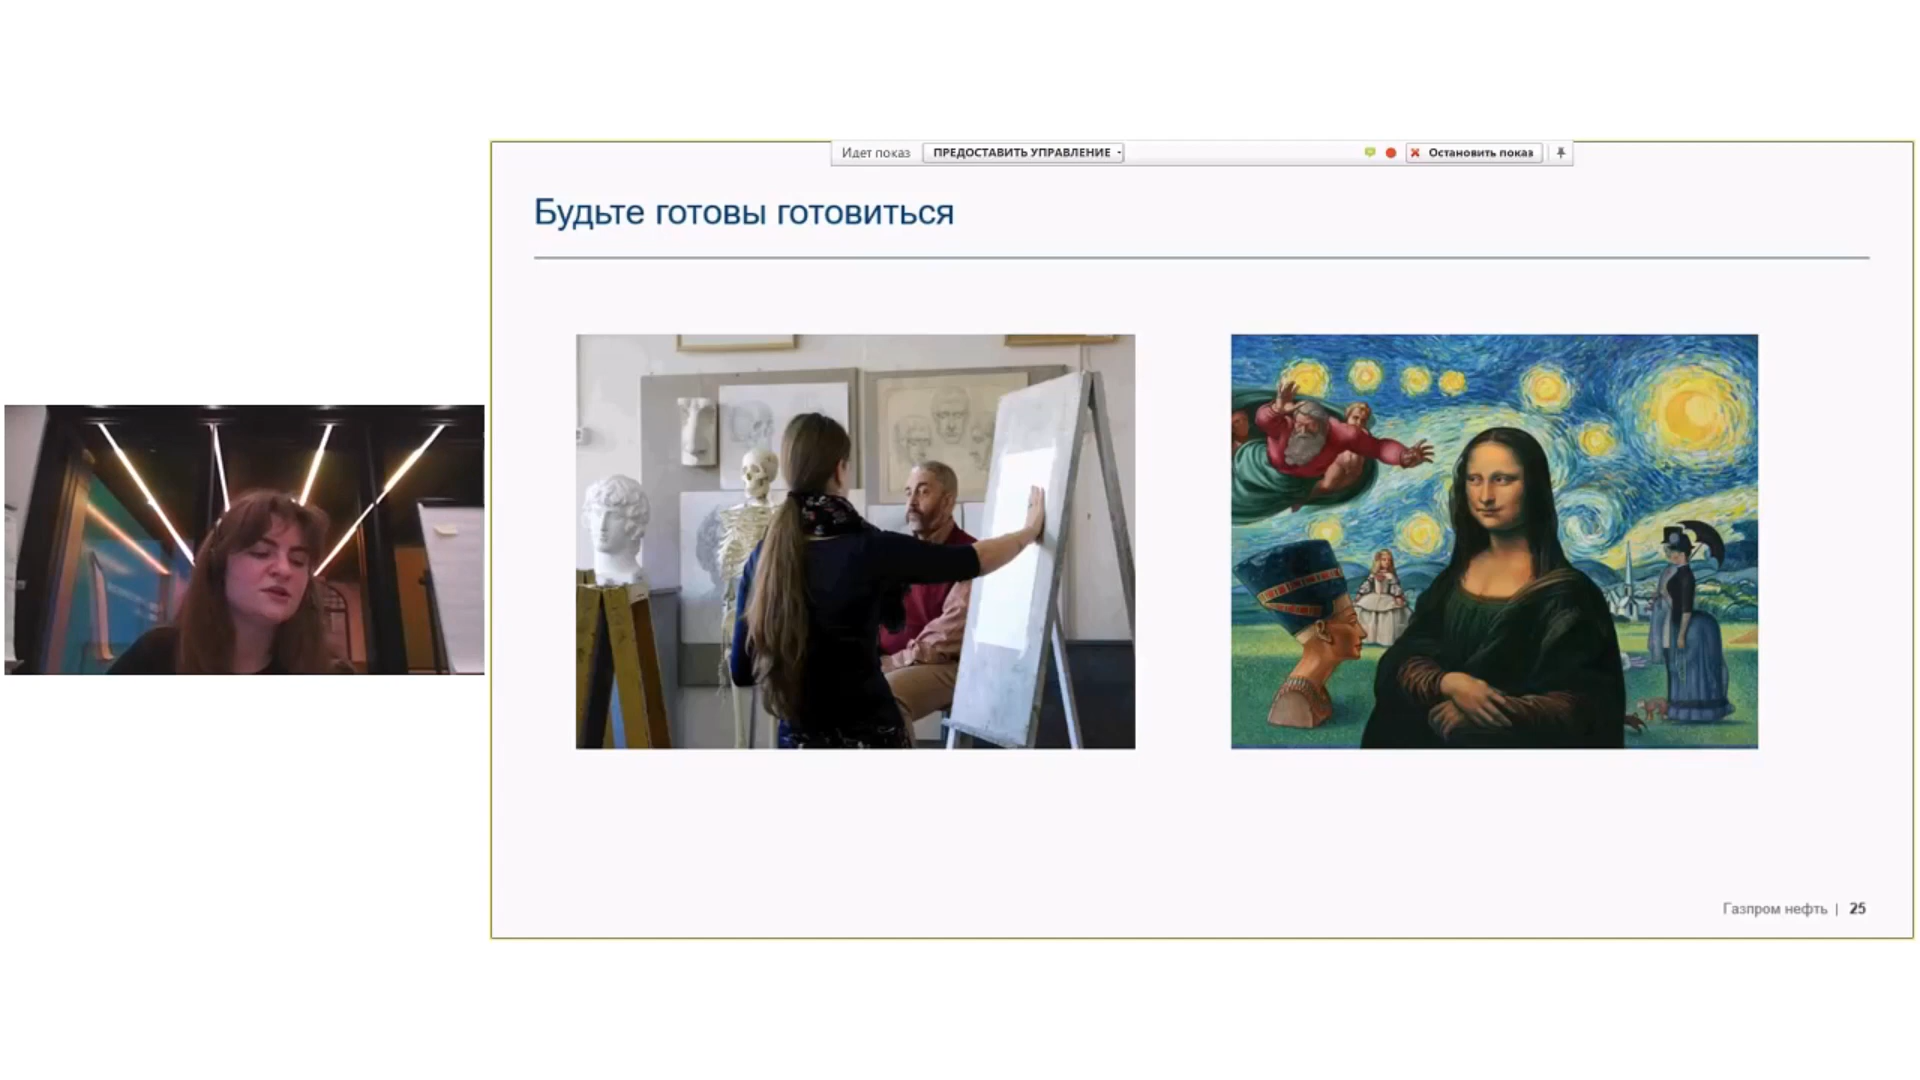 Идет показ
ПРЕДОСТАВИТЬ УПРАВЛЕНИЕ
Остановить показ
Будьте готовы готовиться
Газпром нефть | 25